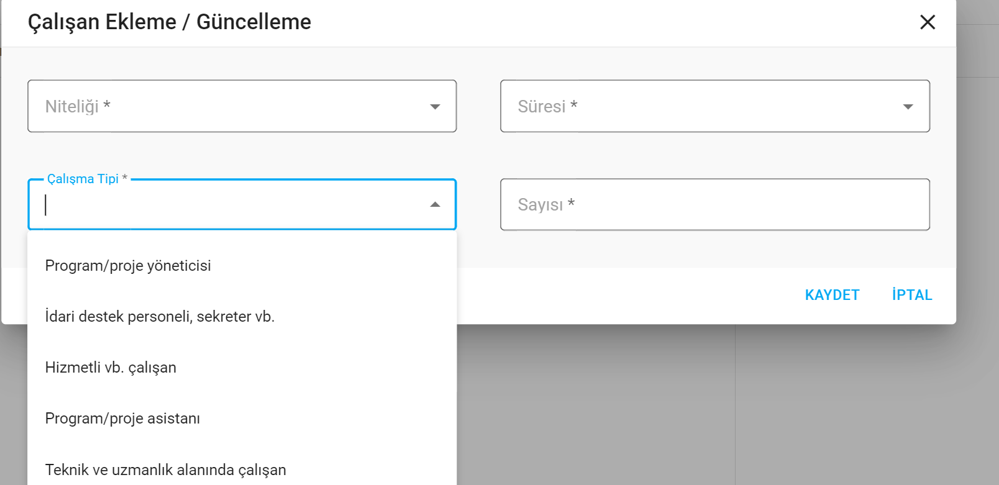 Çalışan Ekleme / Güncelleme
Niteliği *
Süresi *
Çalışma Tipi *
Sayısı *
Program/proje yöneticisi
İdari destek personeli, sekreter vb.
Hizmetli vb. çalışan
Program/proje asistanı
Teknik ve uzmanlık alanında çalışan
KAYDET
İPTAL